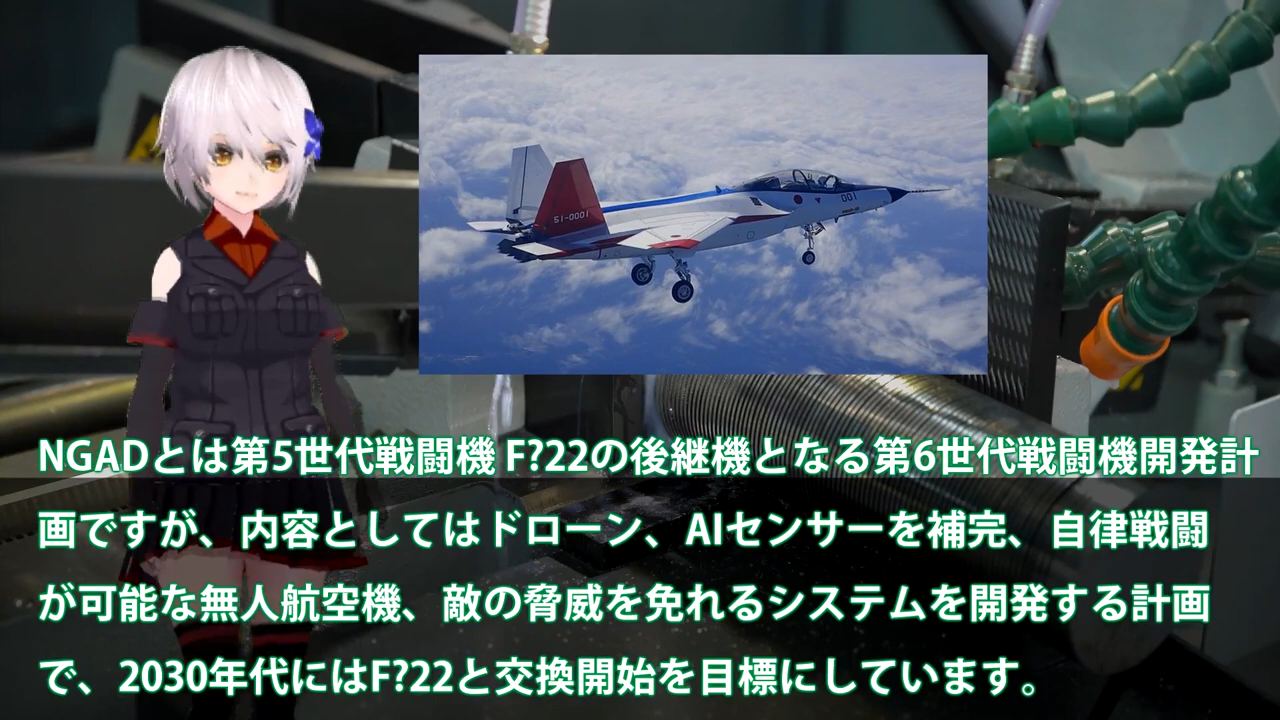 001
51-0001
NGADとは第5世代戦闘機 F?22の後継機となる第6世代戦闘機開発計
画ですが、内容としてはドローン、AIセンサーを補完、自律戦闘
が可能な無人航空機、敵の脅威を免れるシステムを開発する計画
で、2030年代にはF?22と交換開始を目標にしています。